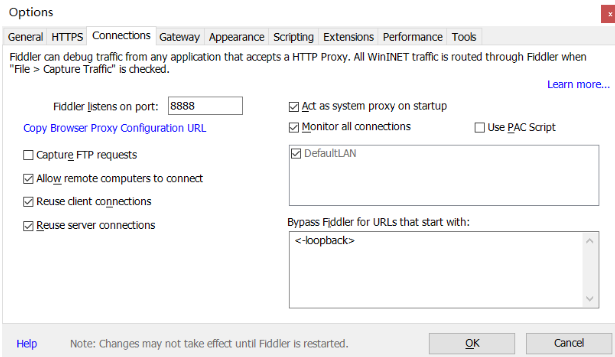 Options
x
General HTTPS Connections Gateway Appearance Scripting Extensions Performance Tools
Fiddler can debug traffic from any application that accepts a HTTP Proxy. All WinINET traffic is routed through Fiddler when
"File > Capture Traffic" is checked.
Learn more...
Fiddler listens on port: 8888
Copy Browser Proxy Configuration URL
Capture FTP requests
Allow remote computers to connect
Reuse client connections
Reuse server connections
Act as system proxy on startup
Monitor all connections Use PAC Script
DefaultLAN
Bypass Fiddler for URLs that start with:
<-loopback>
Help Note: Changes may not take effect until Fiddler is restarted. OK Cancel